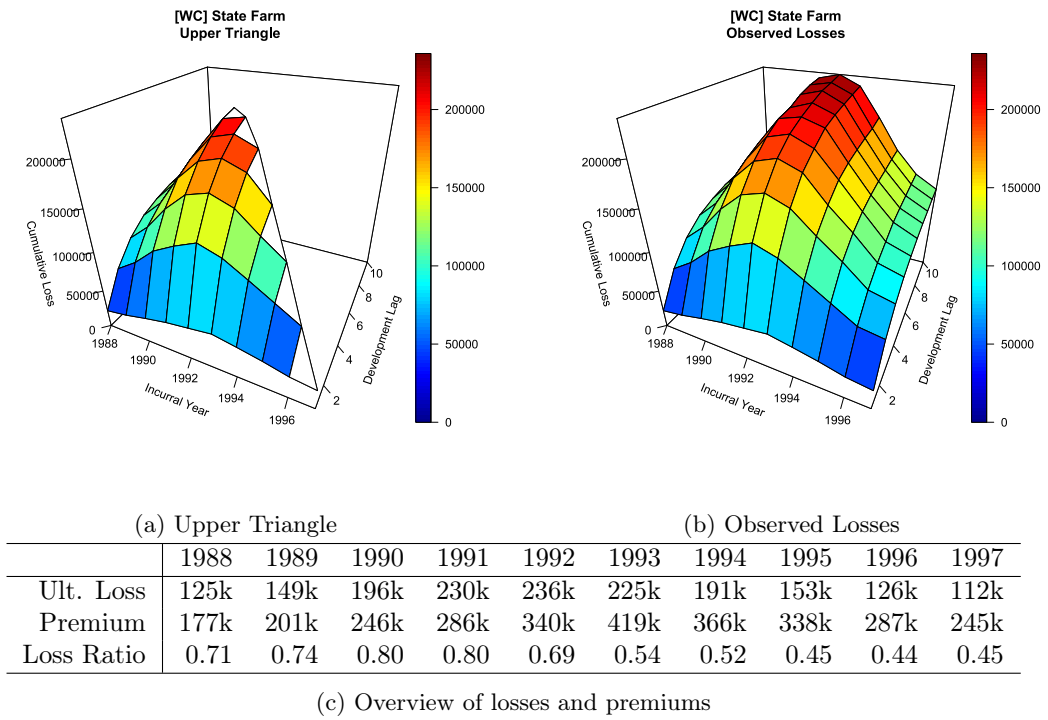 [WC] State Farm
Upper Triangle
200000
150000
100000
50000
0
Cumulative Loss
1988
1990
1992
1994
1996
Incurral Year
2
4
6
8
10
Development Lag
200000
150000
100000
50000
0
[WC] State Farm
Observed Losses
200000
150000
100000
50000
0
Cumulative Loss
1988
1990
1992
1994
1996
Incurral Year
2
4
6
8
10
Development Lag
200000
150000
100000
50000
0
(a) Upper Triangle
(b) Observed Losses
1988 1989 1990 1991 1992 1993 1994 1995 1996 1997
Ult. Loss 125k 149k 196k 230k 236k 225k 191k 153k 126k 112k
Premium 177k 201k 246k 286k 340k 419k 366k 338k 287k 245k
Loss Ratio 0.71 0.74 0.80 0.80 0.69 0.54 0.52 0.45 0.44 0.45
(c) Overview of losses and premiums